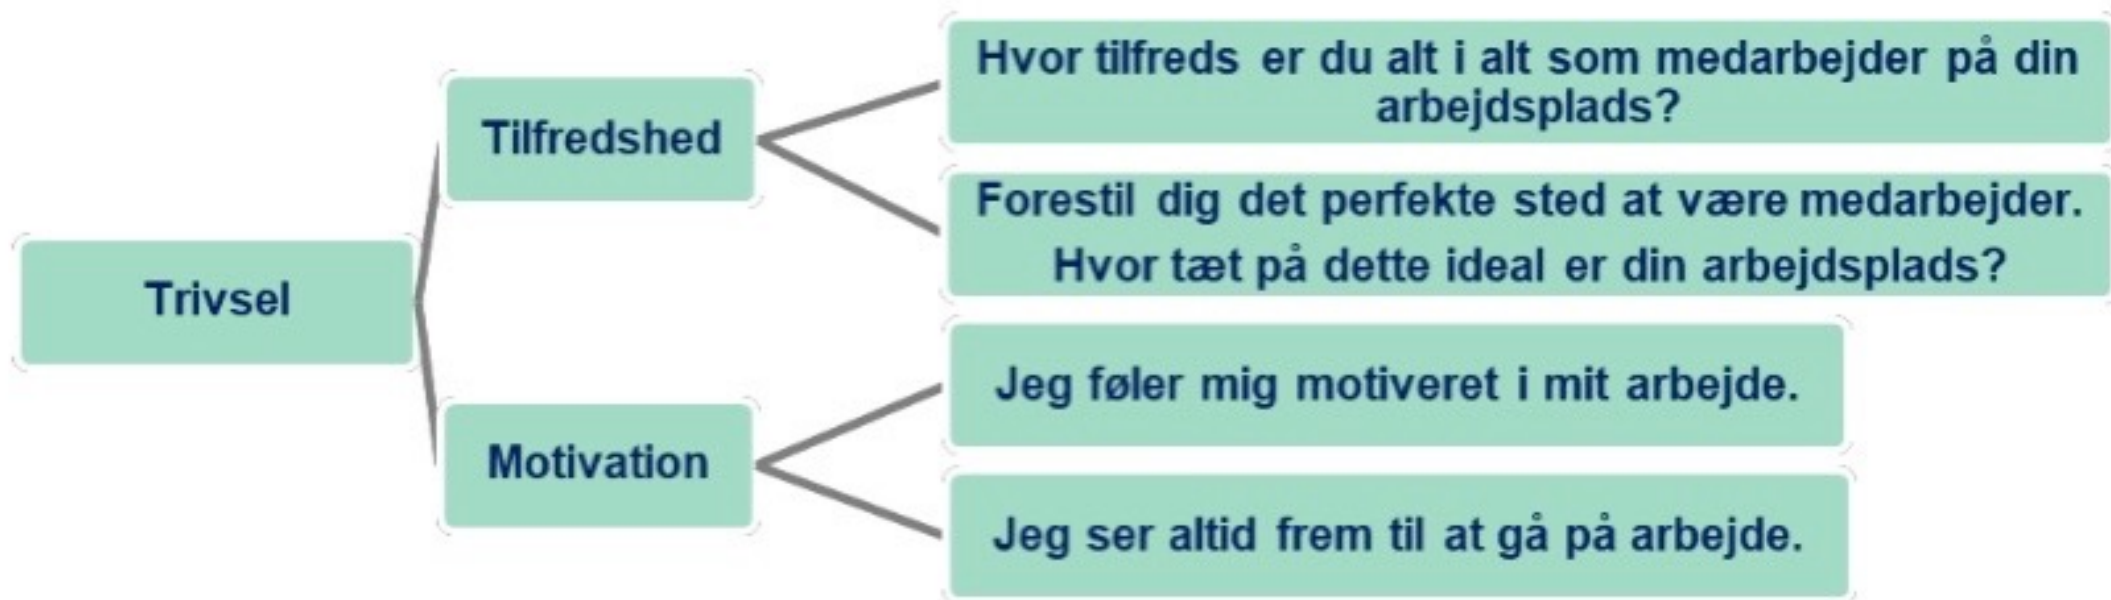 Trivsel
Tilfredshed
Hvor tilfreds er du alt i alt som medarbejder på din
arbejdsplads?
Forestil dig det perfekte sted at være medarbejder.
Hvor tæt på dette ideal er din arbejdsplads?
Motivation
Jeg føler mig motiveret i mit arbejde.
Jeg ser altid frem til at gå på arbejde.